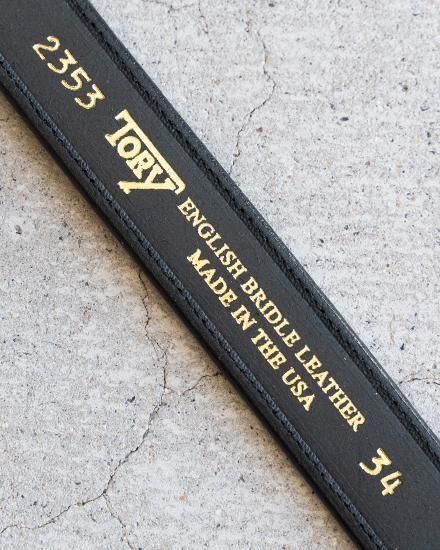 2353
TORY
ENGLISH BRIDLE LEATHER
MADE IN THE USA
34